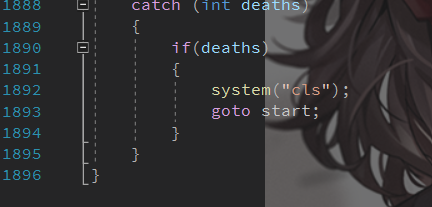 1888 catch (int deaths)
1889 {
1890 if(deaths)
1891 {
1892 system("cls");
1893 goto start;
1894 }
1895 }
1896 }